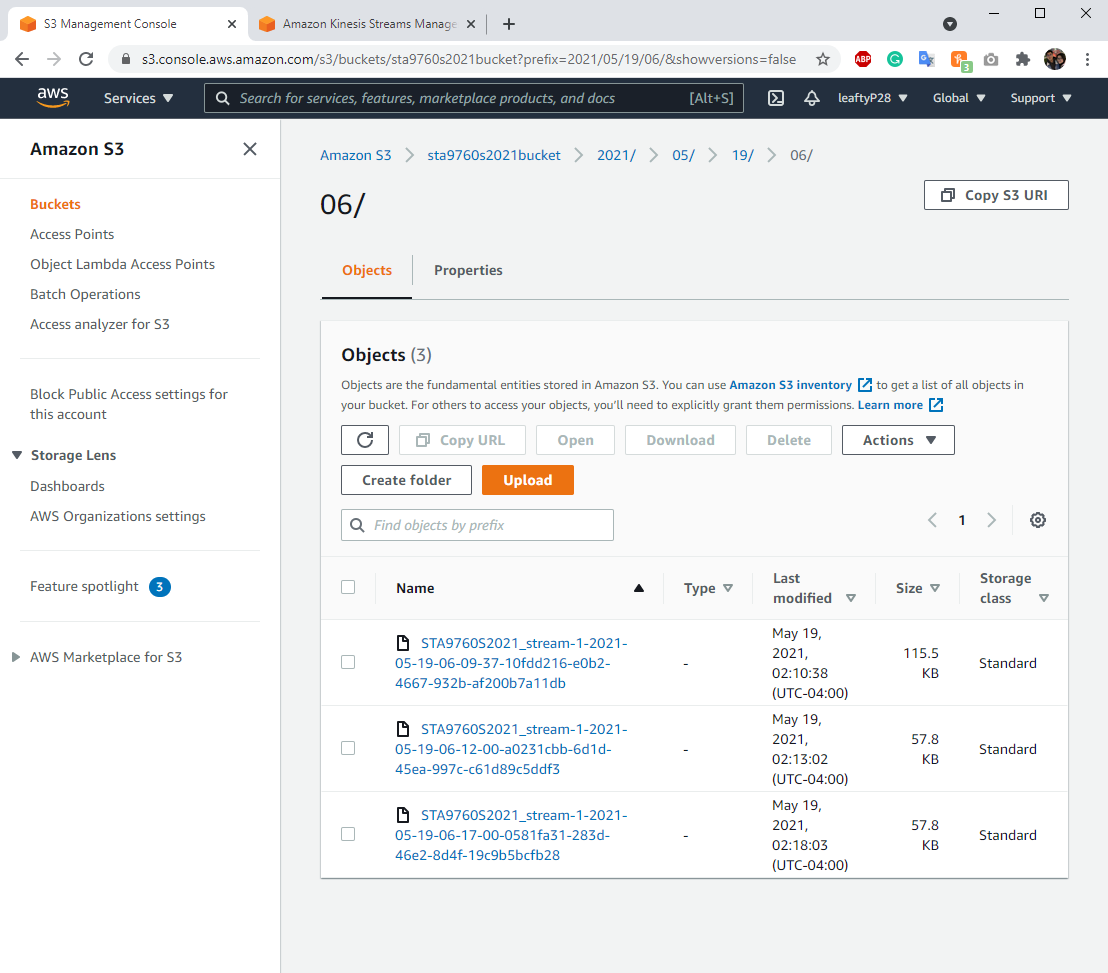 S3 Management Console
Amazon Kinesis Streams Manage
s3.console.aws.amazon.com/s3/buckets/sta9760s2021bucket?prefix=2021/05/19/06/&showversions=false
ABP
3
aws
Services
Search for services, features, marketplace products, and docs
[Alt+S]
leaftyP28
Global
Support
Amazon S3
Buckets
Access Points
Object Lambda Access Points
Batch Operations
Access analyzer for S3
Block Public Access settings for
this account
Storage Lens
Dashboards
AWS Organizations settings
Feature spotlight 3
AWS Marketplace for S3
Amazon S3 > sta9760s2021bucket > 2021/ > 05/ > 19/ > 06/
06/
Copy S3 URI
Objects
Properties
Objects (3)
Objects are the fundamental entities stored in Amazon S3. You can use Amazon S3 inventory to get a list of all objects in
your bucket. For others to access your objects, you'll need to explicitly grant them permissions. Learn more
Copy URL
Open
Download
Delete
Actions
Create folder
Upload
Find objects by prefix
1
Name
Type
Last
modified
Size
Storage
class
STA9760S2021_stream-1-2021-
05-19-06-09-37-10fdd216-e0b2-
4667-932b-af200b7a11db
-
May 19,
2021,
02:10:38
(UTC-04:00)
115.5
KB
Standard
STA9760S2021_stream-1-2021-
05-19-06-12-00-a0231cbb-6d1d-
45ea-997c-c61d89c5ddf3
-
May 19,
2021,
02:13:02
(UTC-04:00)
57.8
KB
Standard
STA9760S2021_stream-1-2021-
05-19-06-17-00-0581fa31-283d-
46e2-8d4f-19c9b5bcfb28
-
May 19,
2021,
02:18:03
(UTC-04:00)
57.8
KB
Standard